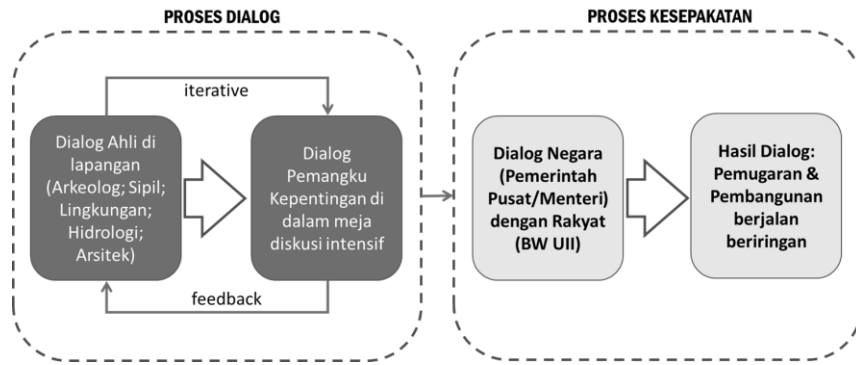 PROSES DIALOG
iterative
Dialog Ahli di
lapangan
(Arkeolog; Sipil;
Lingkungan;
Hidrologi;
Arsitek)
Dialog
Pemangku
Kepentingan di
dalam meja
diskusi intensif
feedback
PROSES KESEPAKATAN
Dialog Negara
(Pemerintah
Pusat/Menteri)
dengan Rakyat
(BW UII)
Hasil Dialog:
Pemugaran &
Pembangunan
berjalan
beriringan